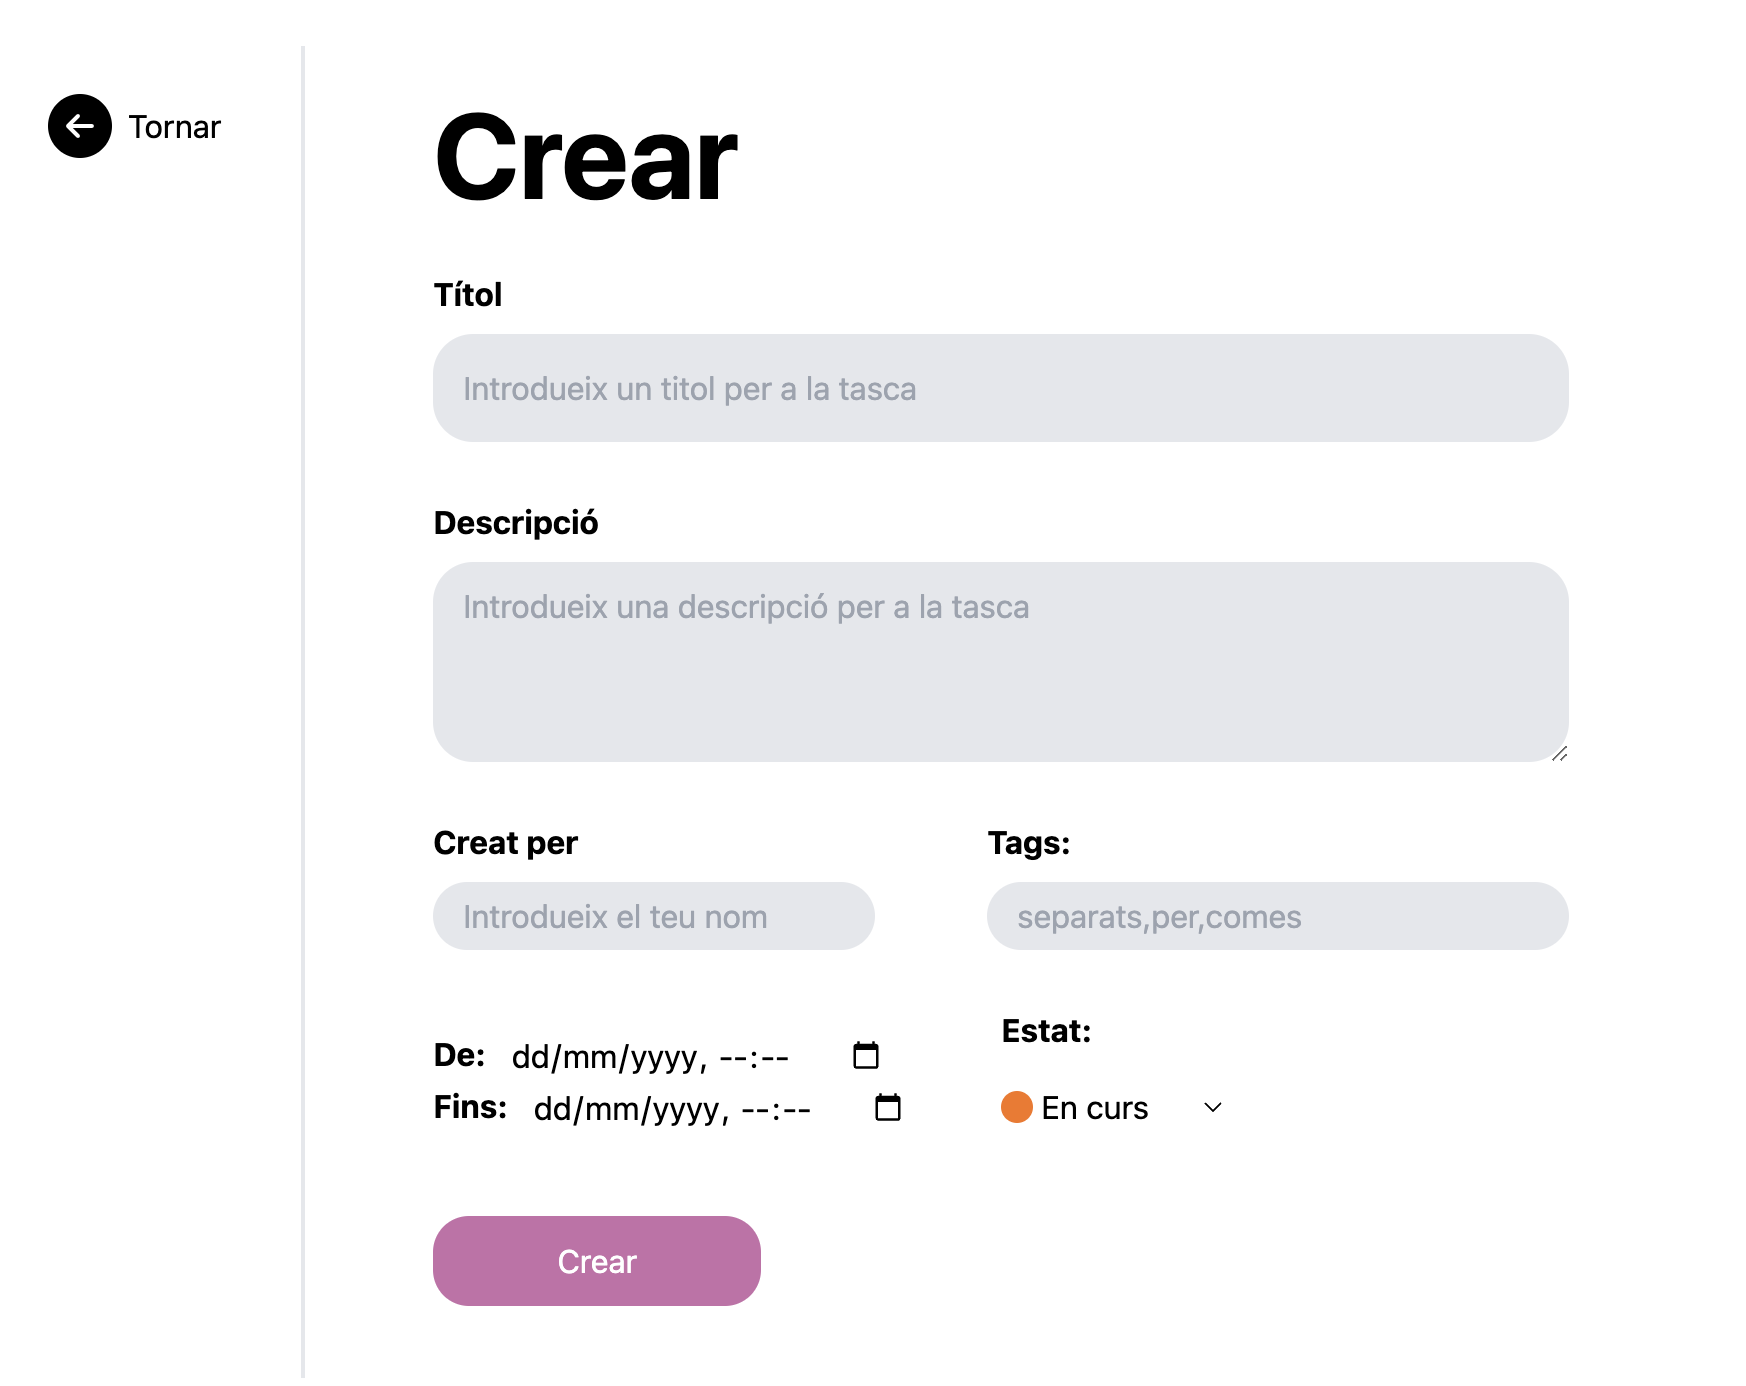 Tornar
Crear
Títol
Introdueix un titol per a la tasca
Descripció
Introdueix una descripció per a la tasca
Creat per
Tags:
Introdueix el teu nom
separats,per,comes
Estat:
De: dd/mm/yyyy, --:--
Fins: dd/mm/yyyy, --:--
En curs
Crear